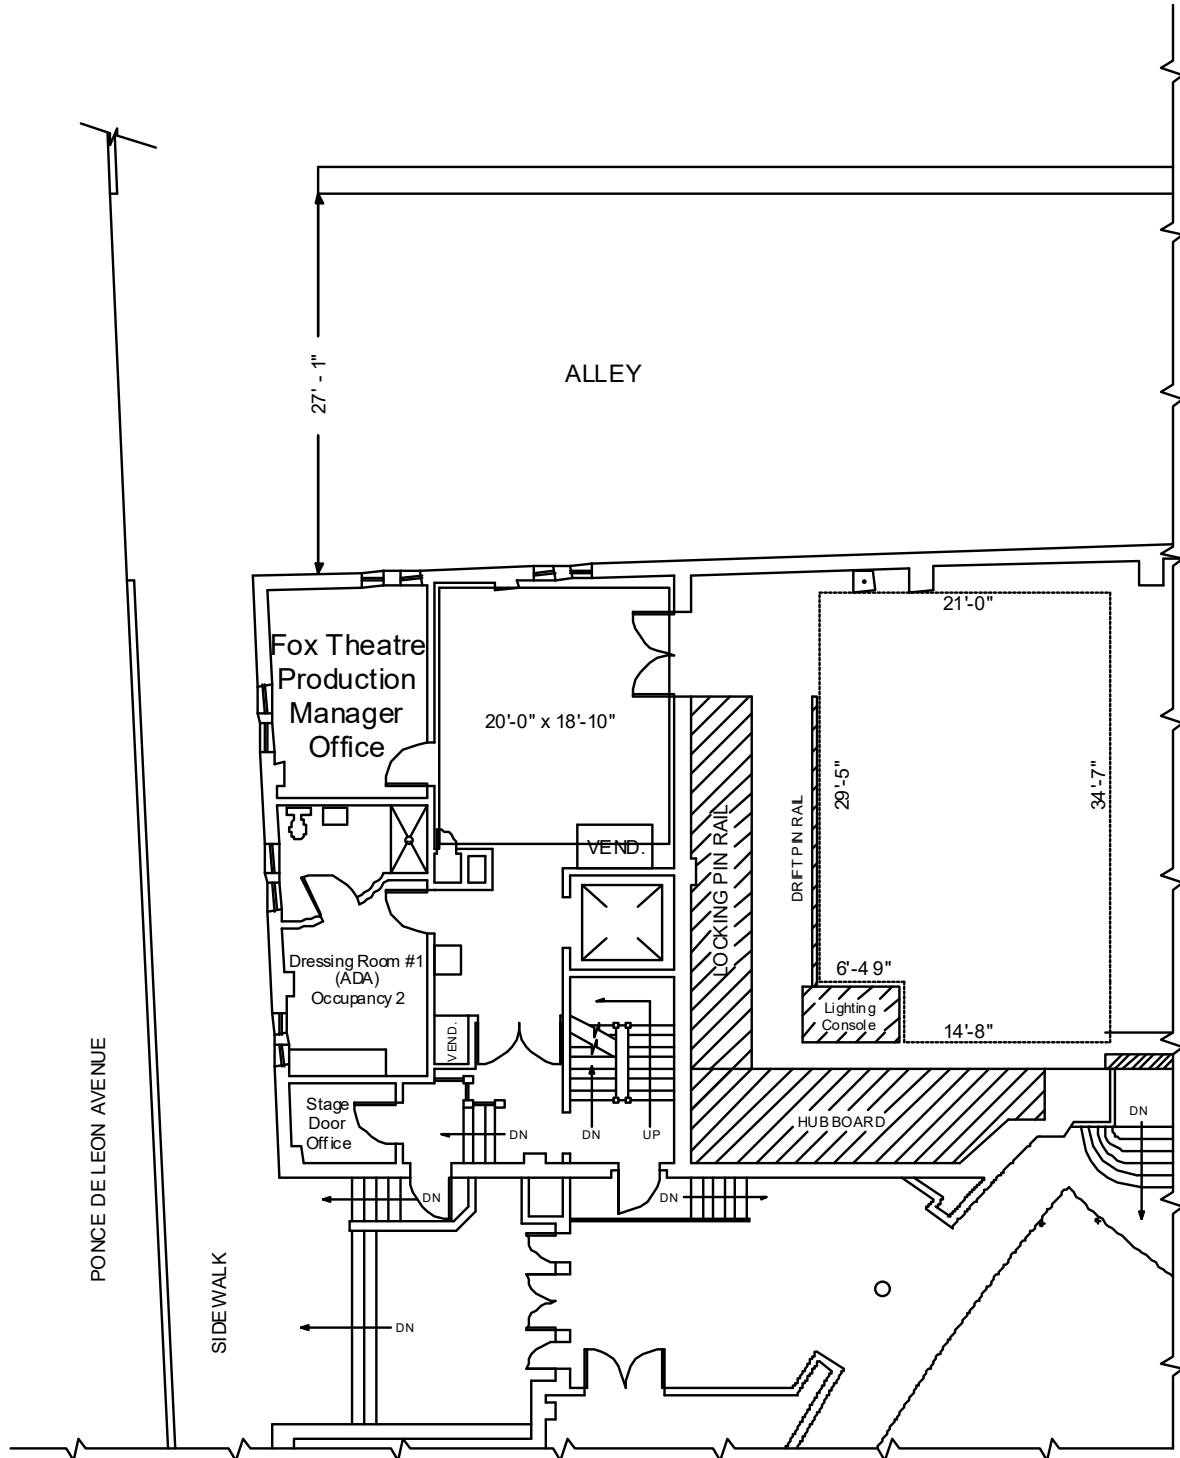 27' - 1"
ALLEY
21'-0"
Fox Theatre
Production
Manager
Office
20'-0" x 18'-10"
29'-5"
34'-7"
LOCKING PIN RAIL
DRIFT PIN RAIL
VEND.
Dressing Room #1
(ADA)
Occupancy 2
6'-4 9"
Lighting
Console
14'-8"
VEND.
Stage
Door
Office
DN
DN
UP
HUB BOARD
DN
DN
DN
DN
PONCE DE LEON AVENUE
SIDEWALK